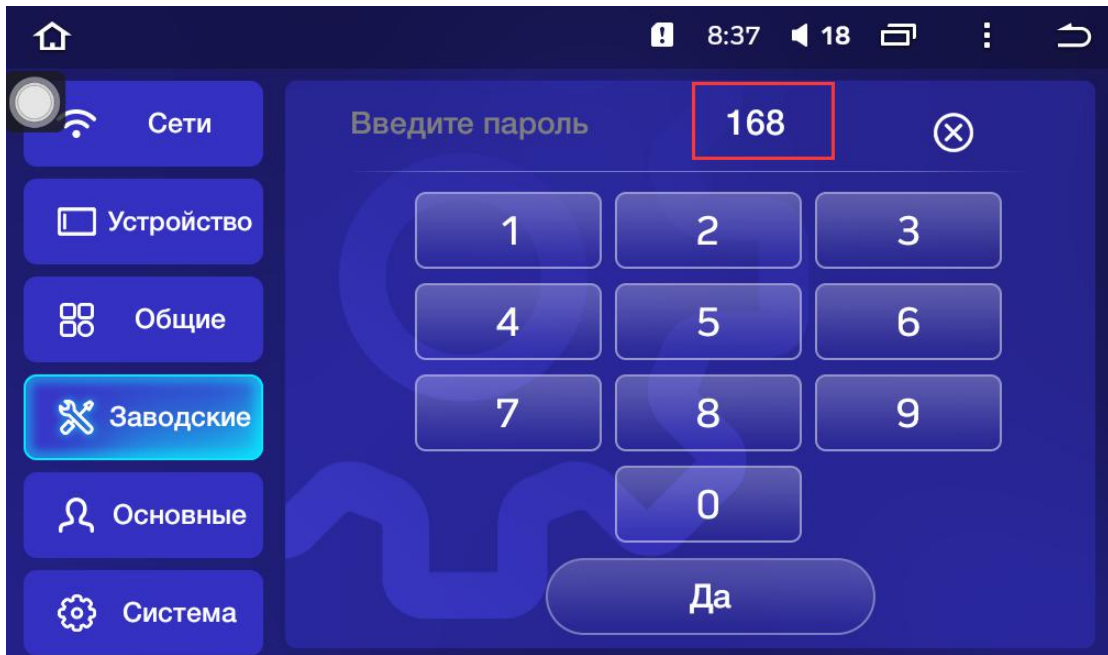 8:37 18
Сети
Устройство
Общие
Заводские
Основные
Система
Введите пароль 168
1 2 3
4 5 6
7 8 9
0
Да